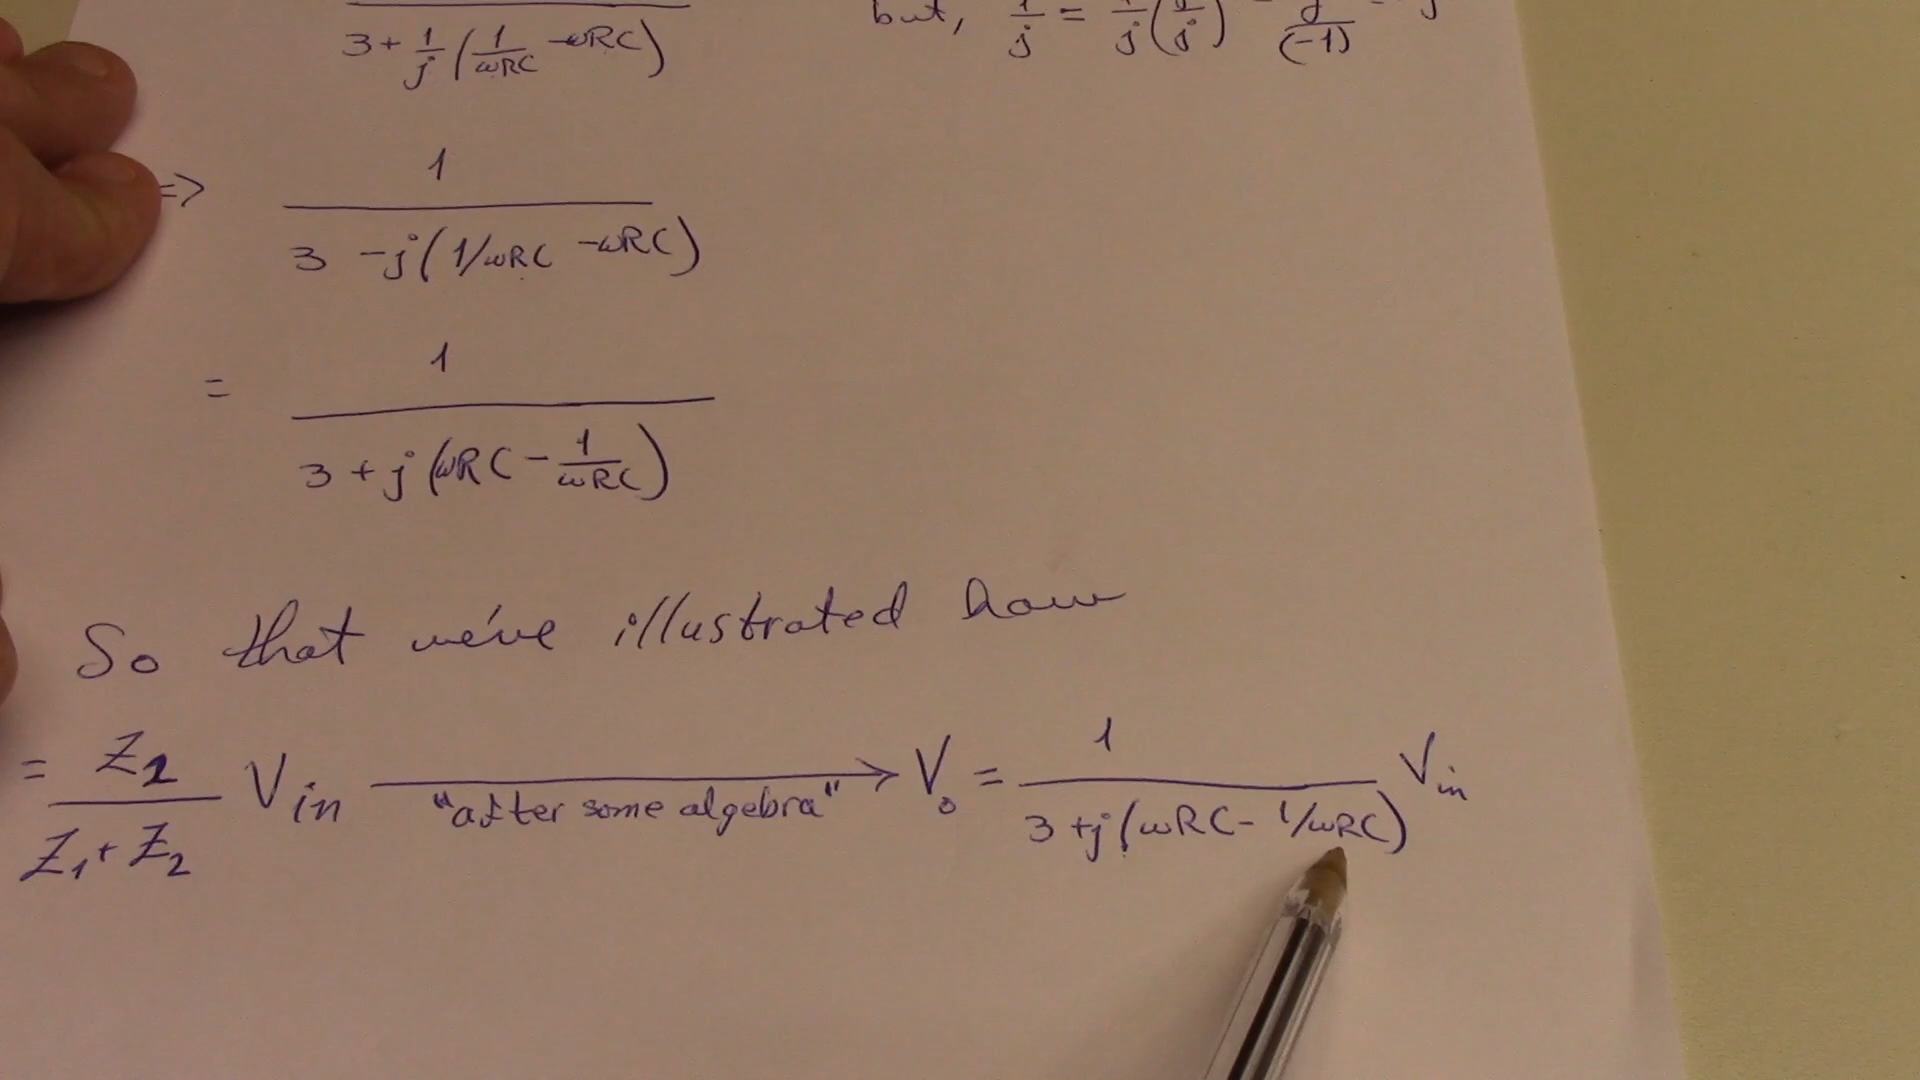 3 + 1/j (1/ωRC - ωRC)
but, 1/j = 1/j (j/j) = j/(-1) = -j
=> 1 / 3 - j(1/ωRC - ωRC)
= 1 / 3 + j(ωRC - 1/ωRC)
So that we've illustrated how
= Z2 / Z1 + Z2 Vin → "after some algebra" Vo = 1 / 3 + j(ωRC - 1/ωRC) Vin